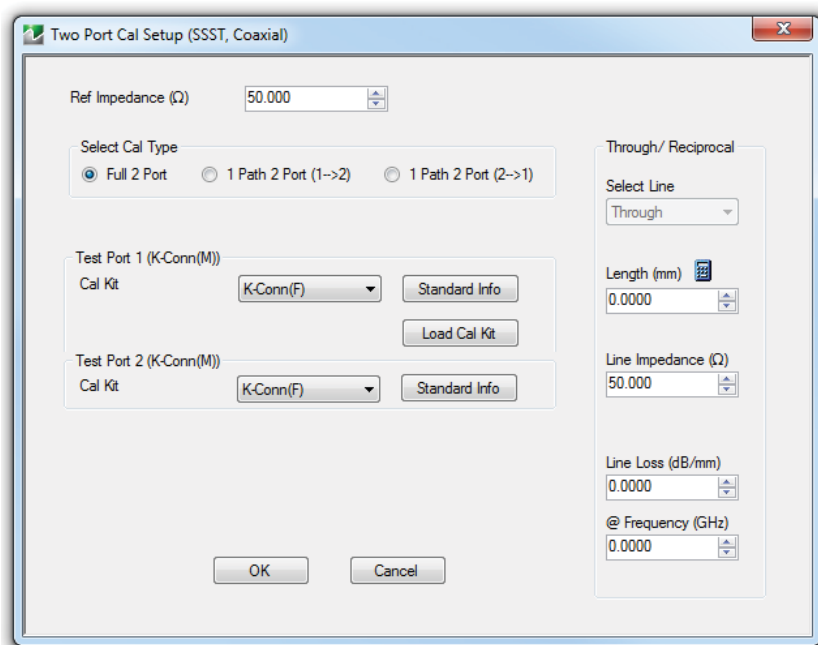 Two Port Cal Setup (SSST, Coaxial)
Ref Impedance (Ω) 50.000
Select Cal Type
Full 2 Port 1 Path 2 Port (1-->2) 1 Path 2 Port (2-->1)
Test Port 1 (K-Conn(M))
Cal Kit K-Conn(F) Standard Info
Load Cal Kit
Test Port 2 (K-Conn(M))
Cal Kit K-Conn(F) Standard Info
Through/ Reciprocal
Select Line
Through
Length (mm)
0.0000
Line Impedance (Ω)
50.000
Line Loss (dB/mm)
0.0000
@ Frequency (GHz)
0.0000
OK Cancel